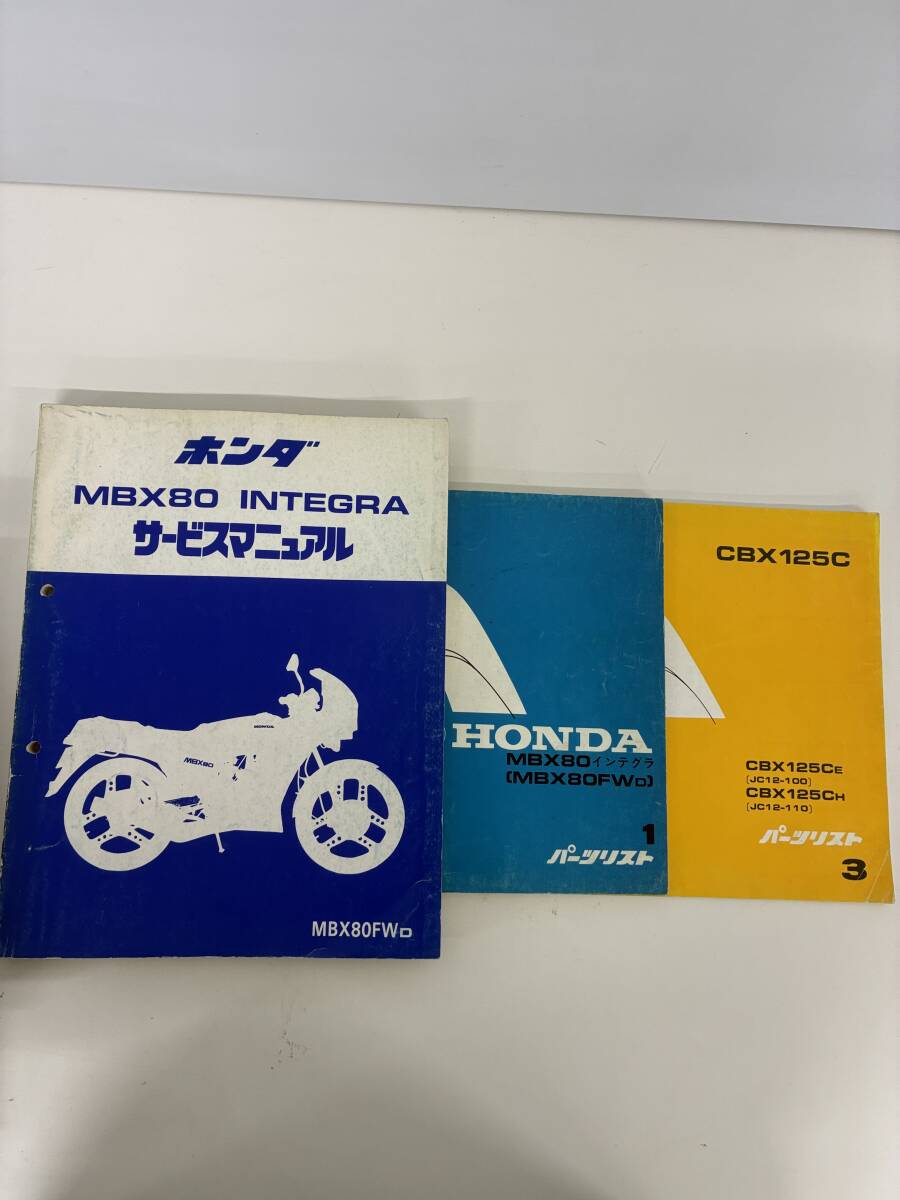 ホンダ
MBX80 INTEGRA
サービスマニュアル
HONDA
MBX80
MBX80FWD
HONDA
MBX80インテグラ
(MBX80FWD)
1
パーツリスト
CBX125C
CBX125CE
(JC12-100)
CBX125CH
(JC12-110)
パーツリスト
3